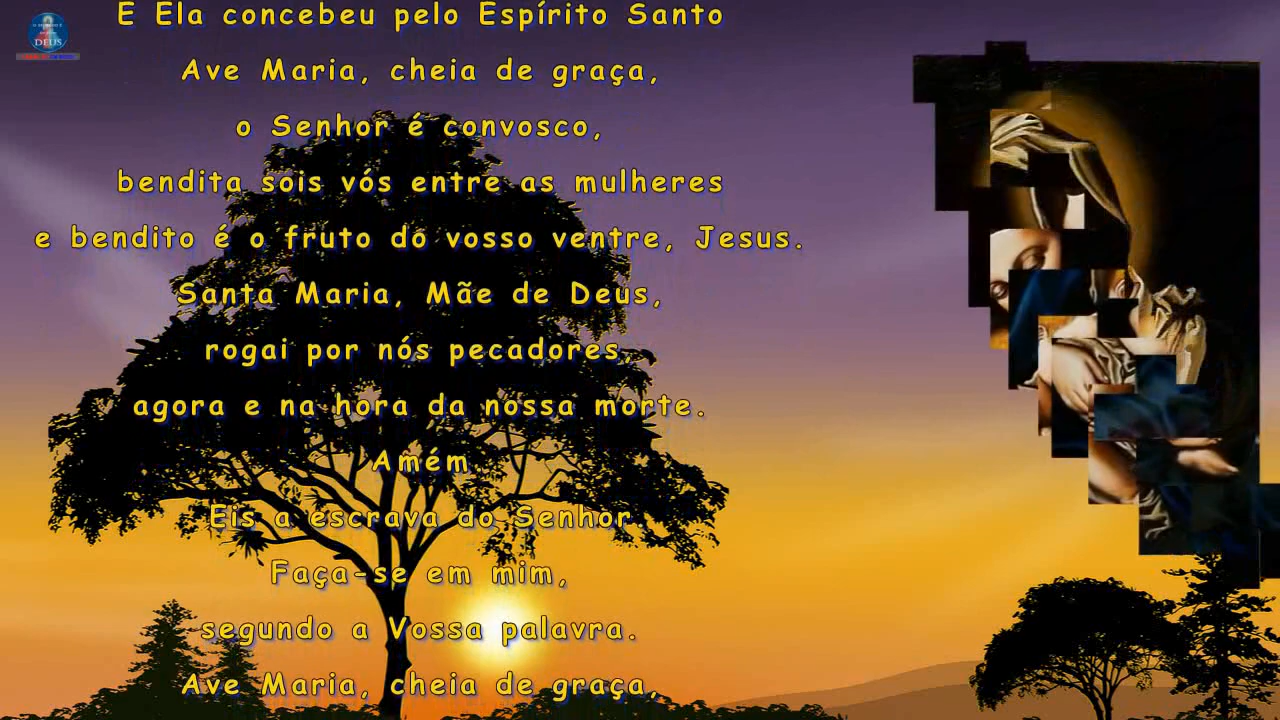 DEUS
E Ela concebeu pelo Espírito Santo
Ave Maria, cheia de graça,
o Senhor é convosco,
bendita sois vós entre as mulheres
e bendito é o fruto do vosso ventre, Jesus.
Santa Maria, Mãe de Deus,
rogai por nós pecadores,
agora e na hora da nossa morte.
Amém.
Eis a escrava do Senhor.
Faça-se em mim,
segundo a Vossa palavra.
Ave Maria, cheia de graça,